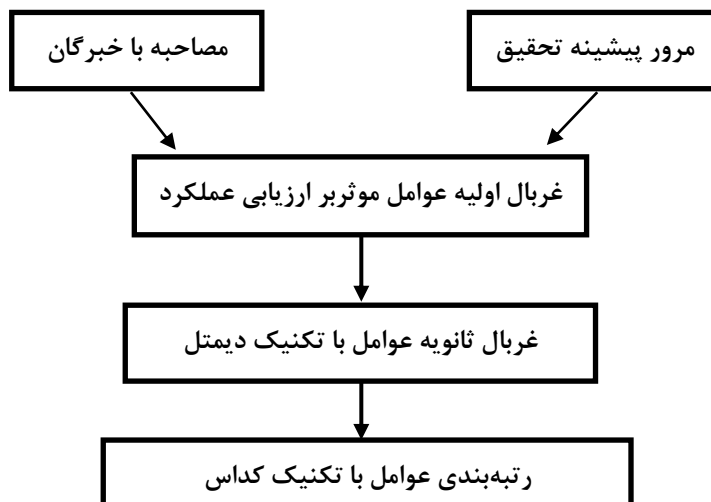 مرور پیشینه تحقیق
مصاحبه با خبرگان
غربال اولیه عوامل موثربر ارزیابی عملکرد
غربال ثانویه عوامل با تکنیک دیمتل
رتبه‌بندی عوامل با تکنیک کداس